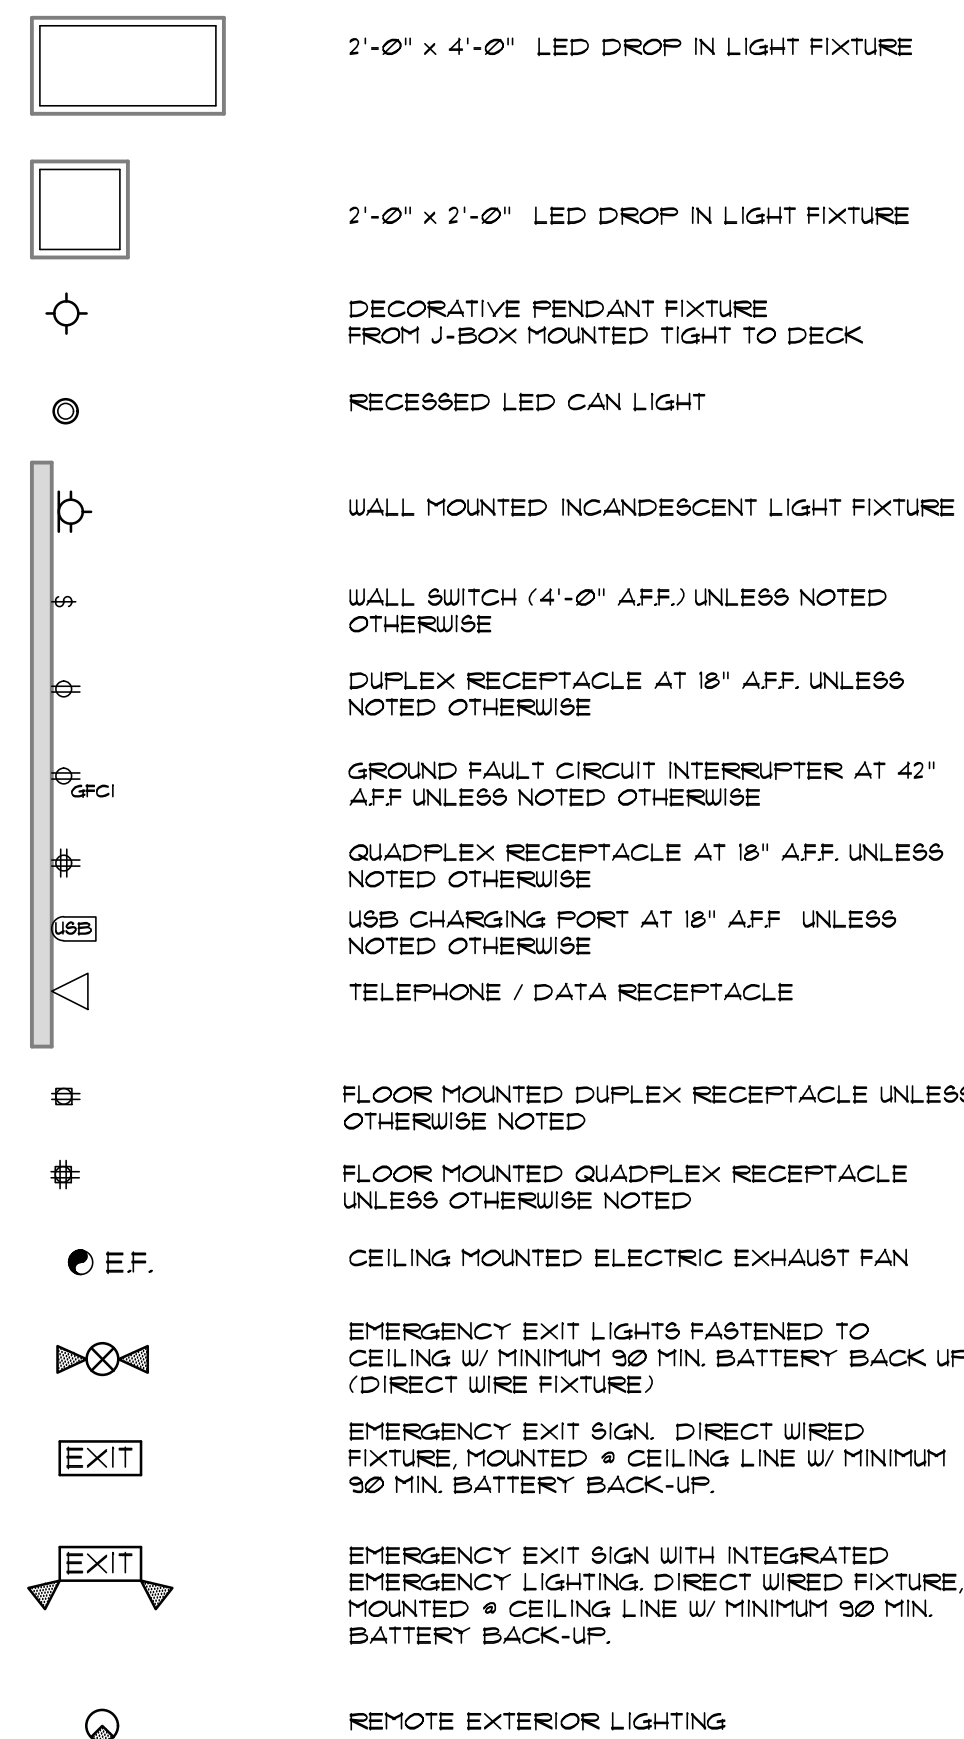 2'-0" x 4'-0" LED DROP IN LIGHT FIXTURE
2'-0" x 2'-0" LED DROP IN LIGHT FIXTURE
DECORATIVE PENDANT FIXTURE
FROM J-BOX MOUNTED TIGHT TO DECK
RECESSED LED CAN LIGHT
WALL MOUNTED INCANDESCENT LIGHT FIXTURE
S
WALL SWITCH (4'-0" A.F.F.) UNLESS NOTED
OTHERWISE
DUPLEX RECEPTACLE AT 18" A.F.F. UNLESS
NOTED OTHERWISE
GFCI
GROUND FAULT CIRCUIT INTERRUPTER AT 42"
A.F.F UNLESS NOTED OTHERWISE
QUADPLEX RECEPTACLE AT 18" A.F.F. UNLESS
NOTED OTHERWISE
USB
USB CHARGING PORT AT 18" A.F.F UNLESS
NOTED OTHERWISE
TELEPHONE / DATA RECEPTACLE
FLOOR MOUNTED DUPLEX RECEPTACLE UNLESS
OTHERWISE NOTED
FLOOR MOUNTED QUADPLEX RECEPTACLE
UNLESS OTHERWISE NOTED
E.F.
CEILING MOUNTED ELECTRIC EXHAUST FAN
EMERGENCY EXIT LIGHTS FASTENED TO
CEILING W/ MINIMUM 90 MIN. BATTERY BACK UP
(DIRECT WIRE FIXTURE)
EXIT
EMERGENCY EXIT SIGN. DIRECT WIRED
FIXTURE, MOUNTED @ CEILING LINE W/ MINIMUM
90 MIN. BATTERY BACK-UP.
EXIT
EMERGENCY EXIT SIGN WITH INTEGRATED
EMERGENCY LIGHTING. DIRECT WIRED FIXTURE,
MOUNTED @ CEILING LINE W/ MINIMUM 90 MIN.
BATTERY BACK-UP.
REMOTE EXTERIOR LIGHTING